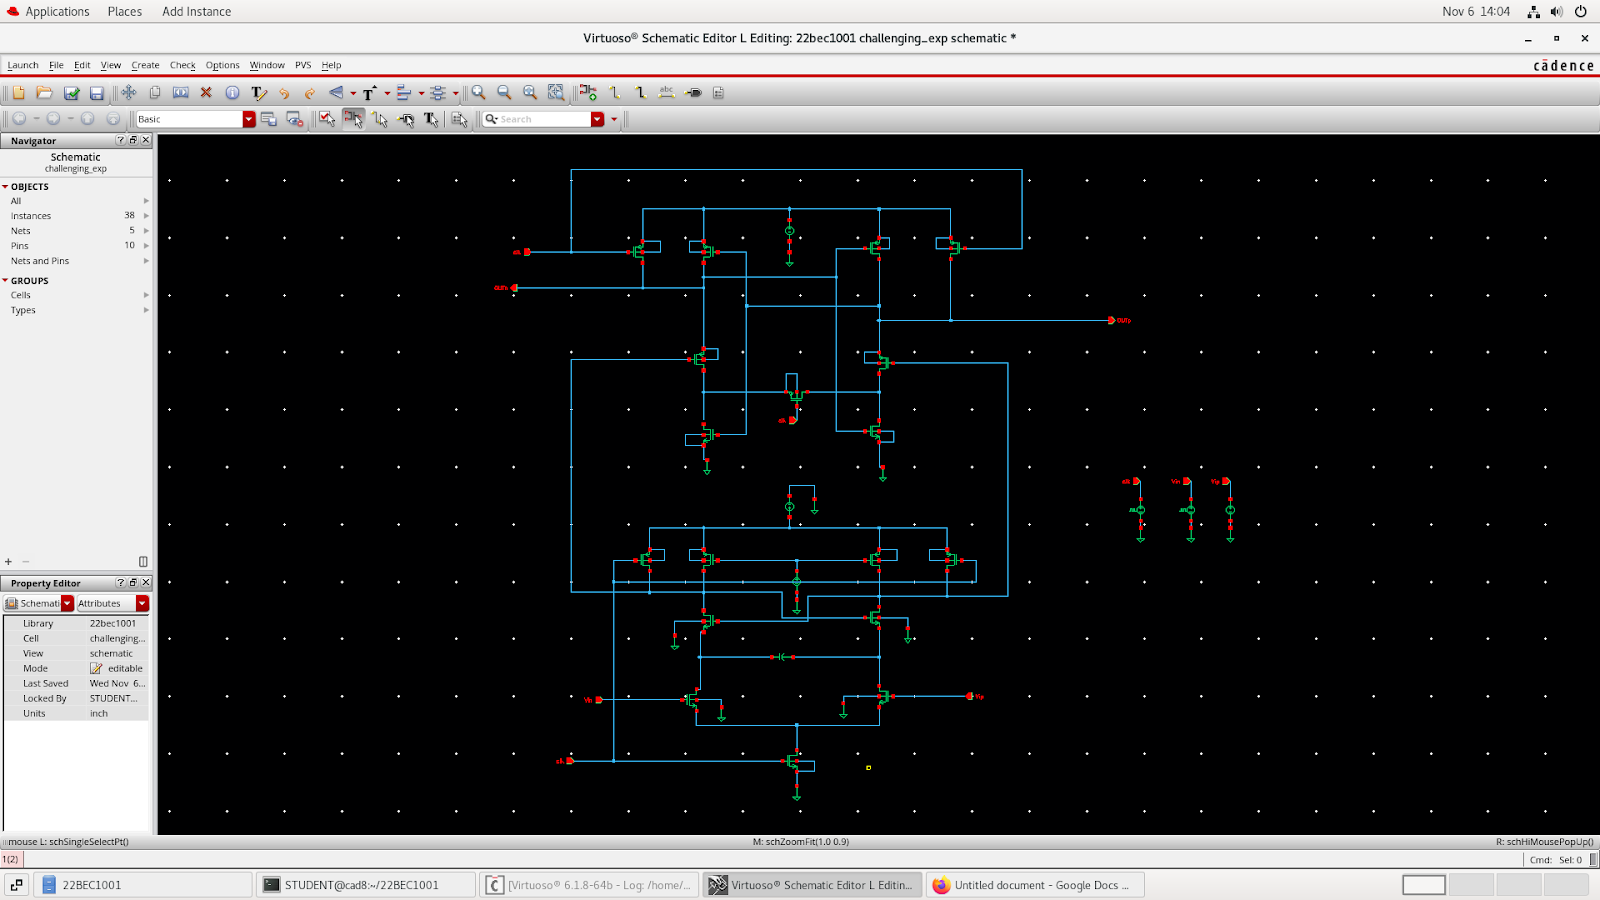 Applications Places Add Instance Nov 6 14:04
Virtuoso® Schematic Editor L Editing: 22bec1001 challenging_exp schematic *
Launch File Edit View Create Check Options Window PVS Help cādence
Basic Search
Navigator
Schematic
challenging_exp
OBJECTS
All
Instances 38
Nets 5
Pins 10
Nets and Pins
GROUPS
Cells
Types
Property Editor
Schemati Attributes
Library 22bec1001
Cell challenging...
View schematic
Mode editable
Last Saved Wed Nov 6...
Locked By STUDENT...
Units inch
OUTp
Vin Vip
Vip
mouse L: schSingleSelectPt() M: schZoomFit(1.0 0.9) R: schHiMousePopUp()
1(2) Cmd: Sel: 0
22BEC1001 STUDENT@cad8:~/22BEC1001 [Virtuoso® 6.1.8-64b - Log: /home/... Virtuoso® Schematic Editor L Editin... Untitled document - Google Docs ...